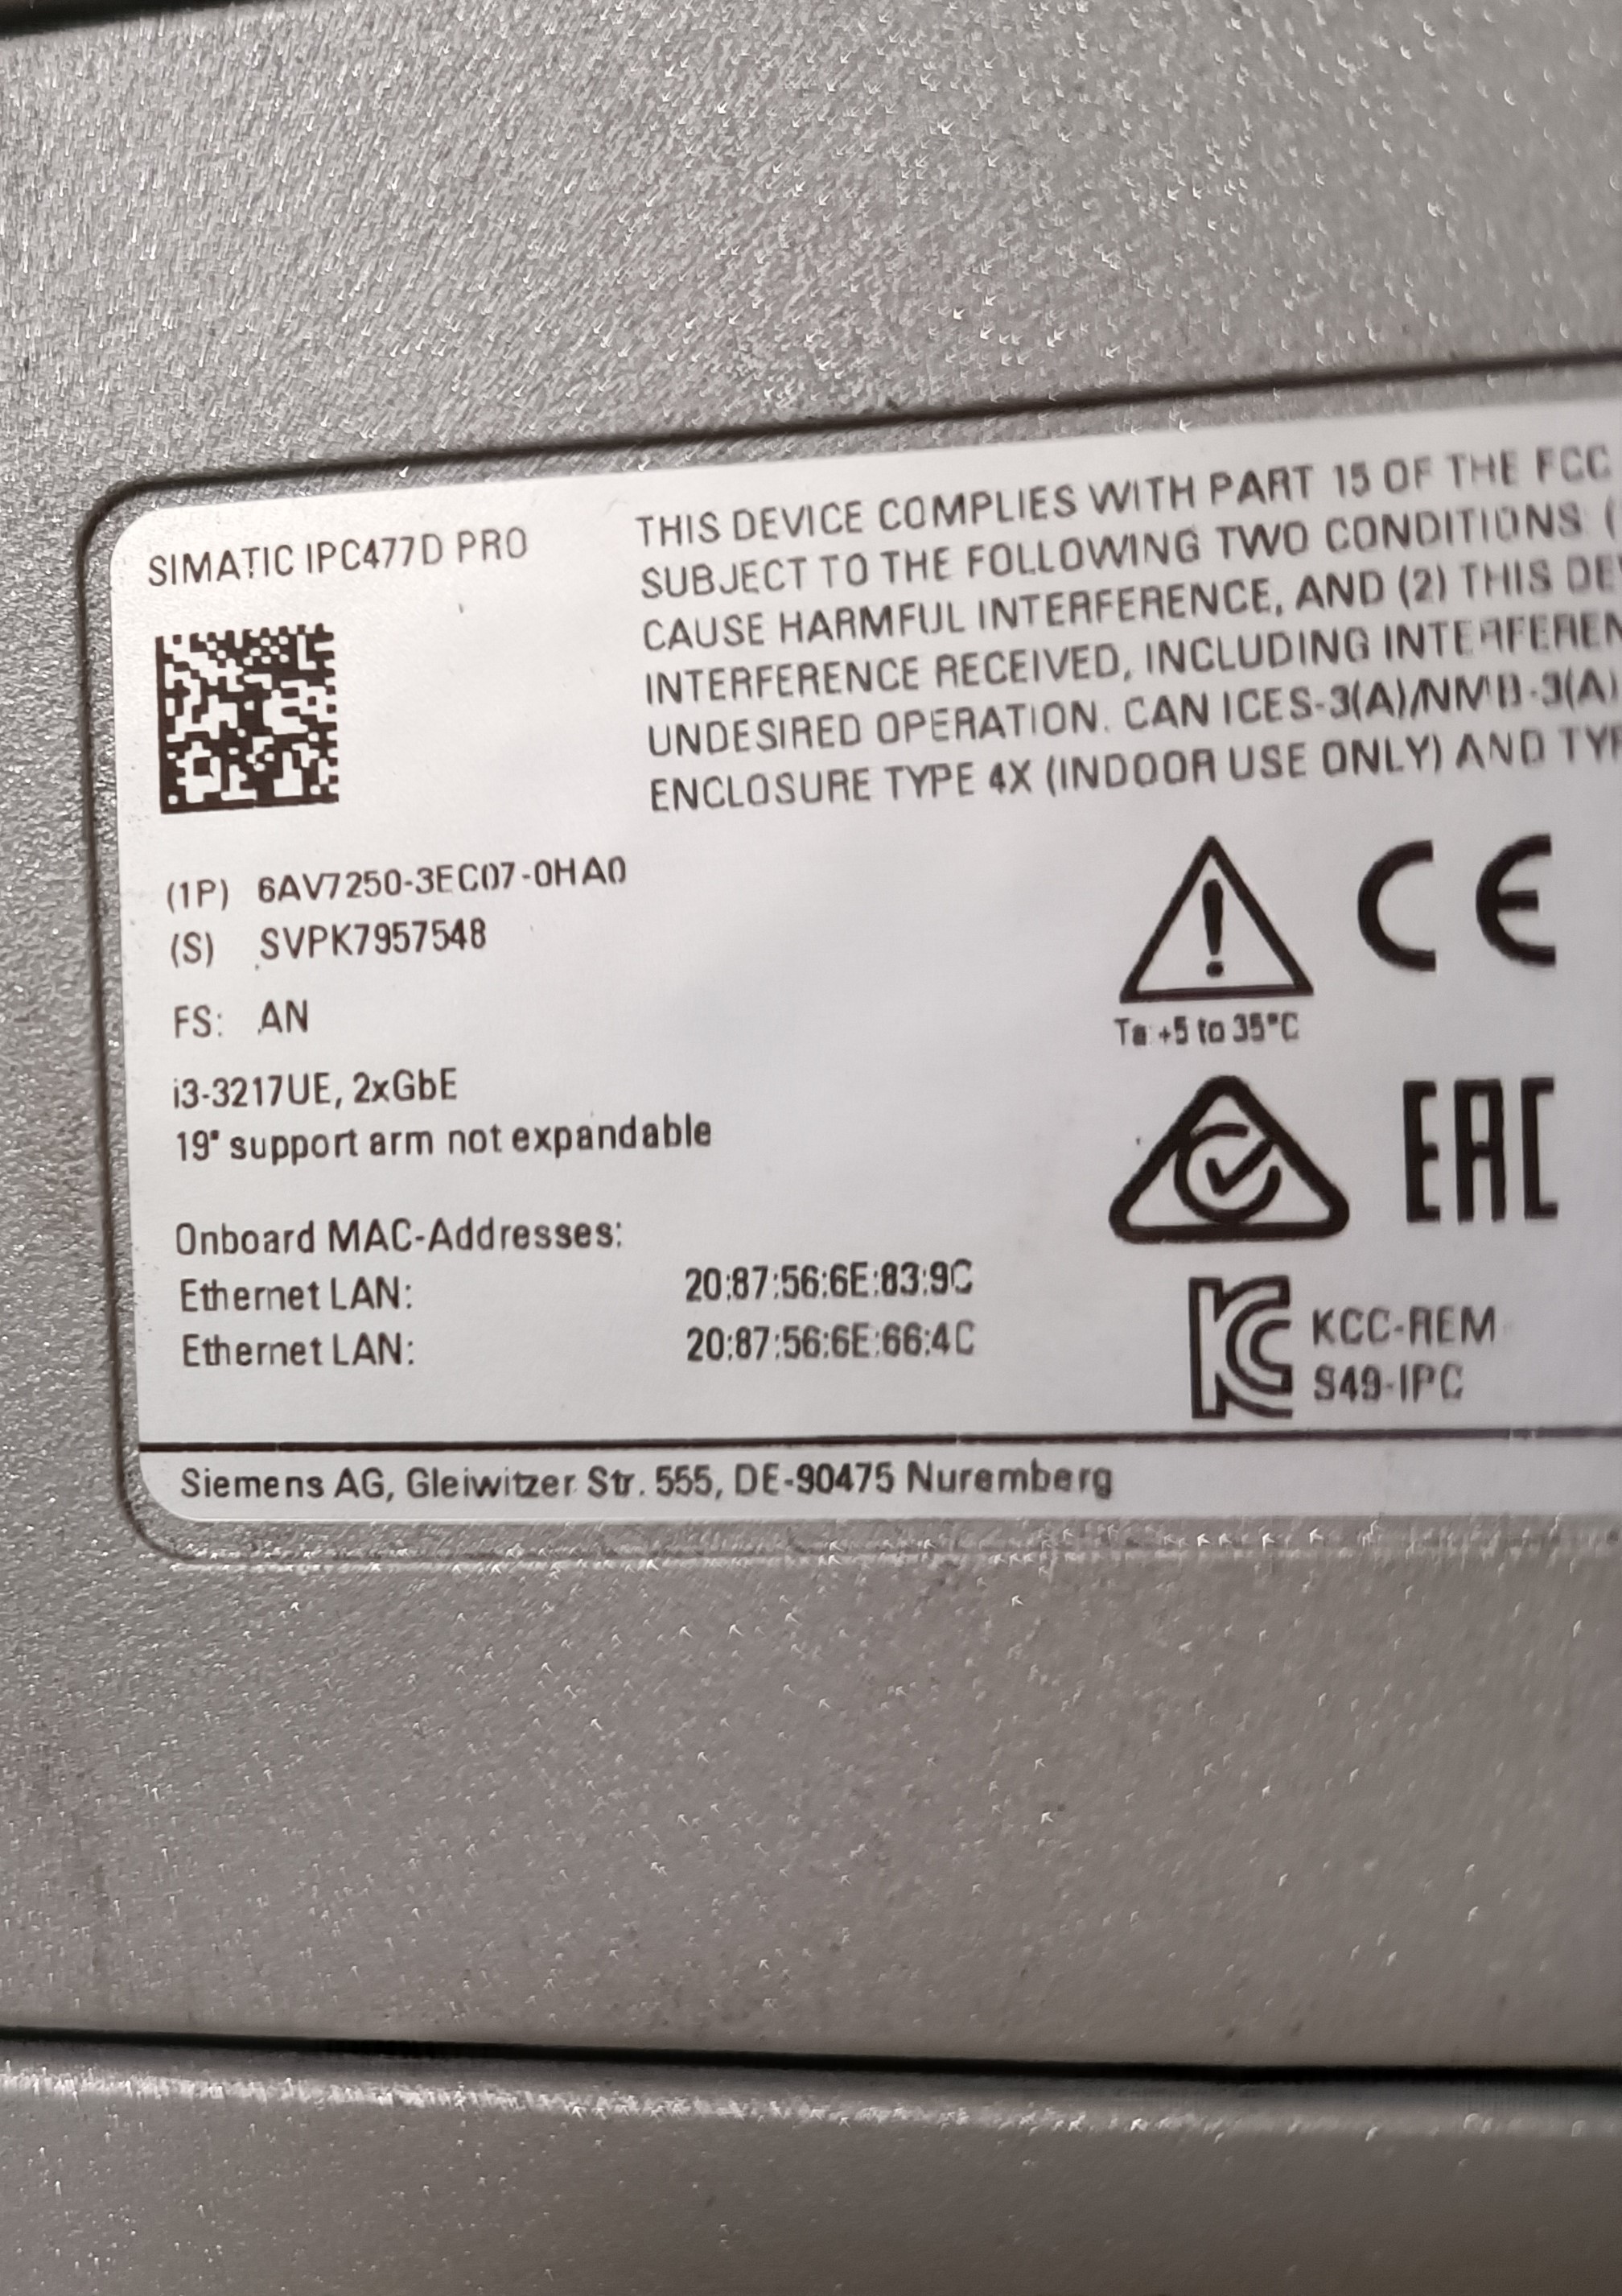 SIMATIC IPC477D PRO
THIS DEVICE COMPLIES WITH PART 15 OF THE FCC
SUBJECT TO THE FOLLOWING TWO CONDITIONS (
CAUSE HARMFUL INTERFERENCE, AND (2) THIS
INTERFERENCE RECEIVED, INCLUDING
UNDESIRED OPERATION. CAN ICES-3(A)/NMB-3(A)
ENCLOSURE TYPE 4X (INDOOR USE ONLY) AND
(1P) 6AV7250-3EC07-0HA0
(S) SVPK7957548
FS: AN
i3-3217UE, 2xGbE
19" support arm not expandable
Onboard MAC-Addresses:
Ethernet LAN: 20:87:56:6E:83:9C
Ethernet LAN: 20:87:56:6E:66:4C
CE
Ta +5 to 35°C
EAC
KC
KCC-REM
S49-IPC
Siemens AG, Gleiwitzer Str. 555, DE-90475 Nuremberg